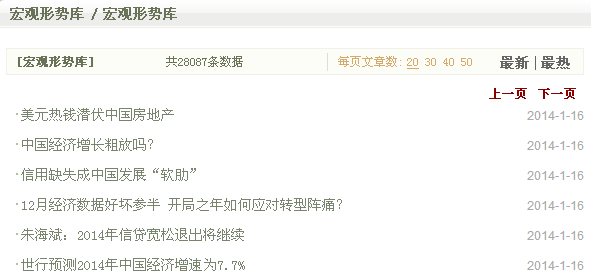 宏观形势库 / 宏观形势库
[宏观形势库] 共28087条数据 每页文章数: 20 30 40 50 最新 | 最热
上一页 下一页
·美元热钱潜伏中国房地产 2014-1-16
·中国经济增长粗放吗? 2014-1-16
·信用缺失成中国发展“软肋” 2014-1-16
·12月经济数据好坏参半 开局之年如何应对转型阵痛? 2014-1-16
·朱海斌: 2014年信贷宽松退出将继续 2014-1-16
·世行预测2014年中国经济增速为7.7% 2014-1-16